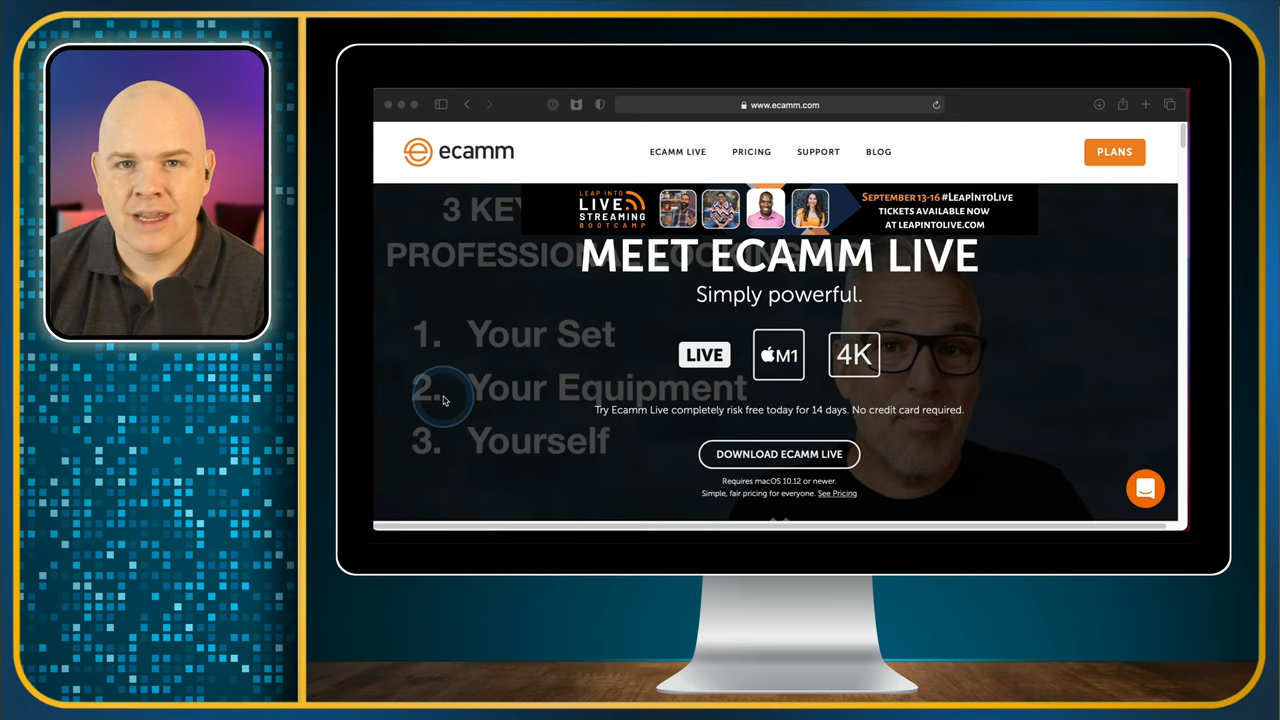 www.ecamm.com
ecamm
ECAMM LIVE PRICING SUPPORT BLOG
PLANS
LEAP INTO
LIVE
STREAMING
BOOTCAMP
SEPTEMBER 13-16 #LEAPINTOLIVE
TICKETS AVAILABLE NOW
AT LEAPINTOLIVE.COM
3 KEY
PROFESSIONAL LOOKING
MEET ECAMM LIVE
Simply powerful.
1. Your Set
LIVE
M1
4K
2. Your Equipment
Try Ecamm Live completely risk free today for 14 days. No credit card required.
3. Yourself
DOWNLOAD ECAMM LIVE
Requires macOS 10.12 or newer.
Simple, fair pricing for everyone. See Pricing